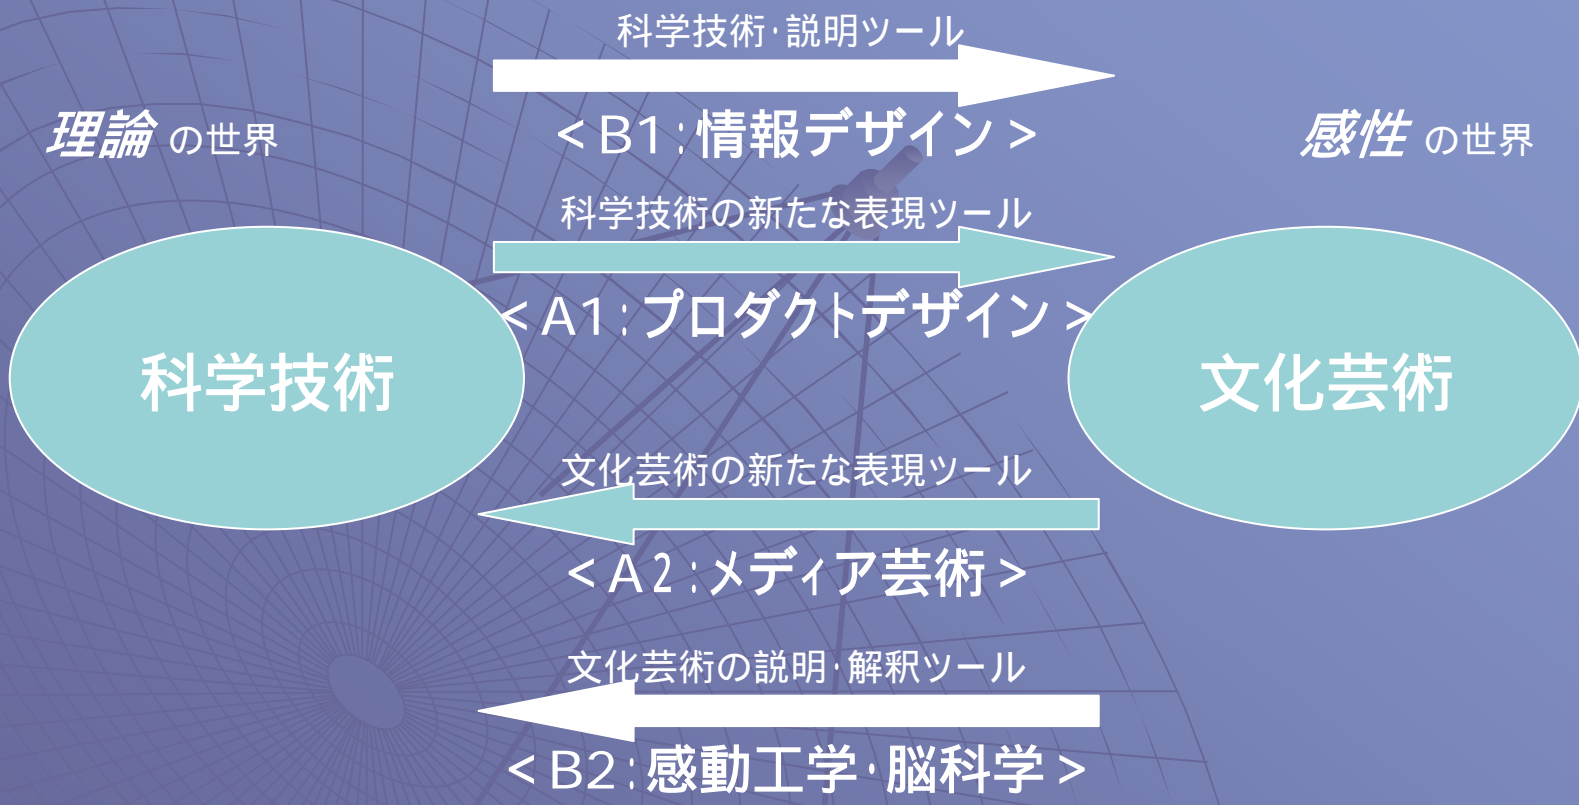 科学技術・説明ツール
理論 の世界
<B1:情報デザイン>
感性 の世界
科学技術の新たな表現ツール
<A1:プロダクトデザイン>
科学技術
文化芸術
文化芸術の新たな表現ツール
<A2:メディア芸術>
文化芸術の説明・解釈ツール
<B2:感動工学・脳科学>